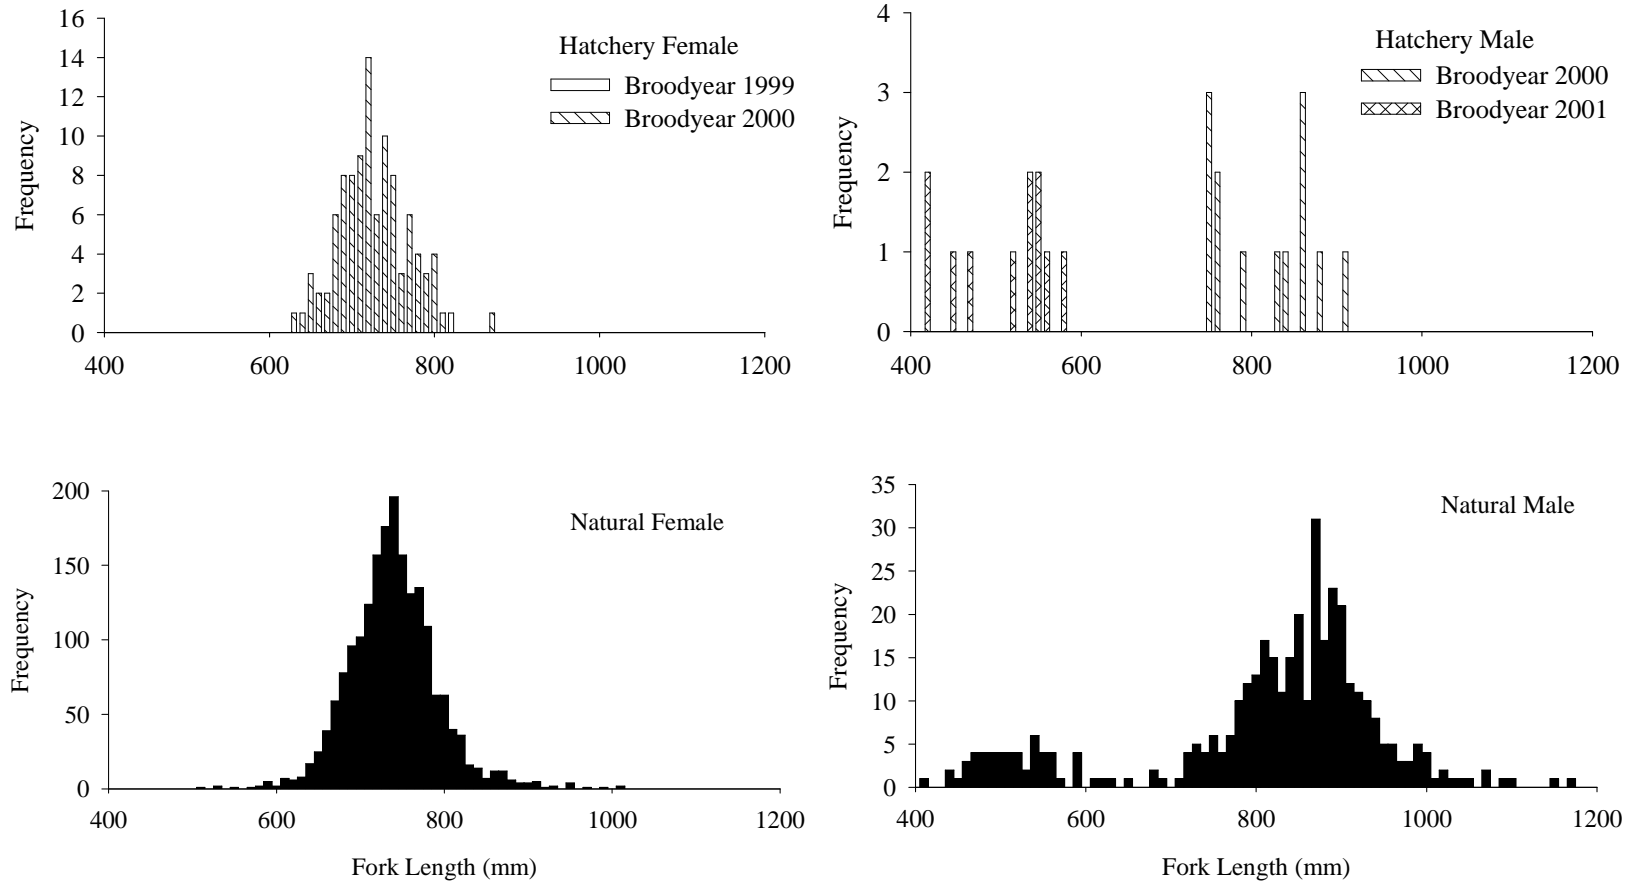 Hatchery Female
Broodyear 1999
Broodyear 2000
Frequency
16
14
12
10
8
6
4
2
0
400 600 800 1000 1200
Hatchery Male
Broodyear 2000
Broodyear 2001
Frequency
4
3
2
1
0
400 600 800 1000 1200
Natural Female
Frequency
200
150
100
50
0
400 600 800 1000 1200
Fork Length (mm)
Natural Male
Frequency
35
30
25
20
15
10
5
0
400 600 800 1000 1200
Fork Length (mm)